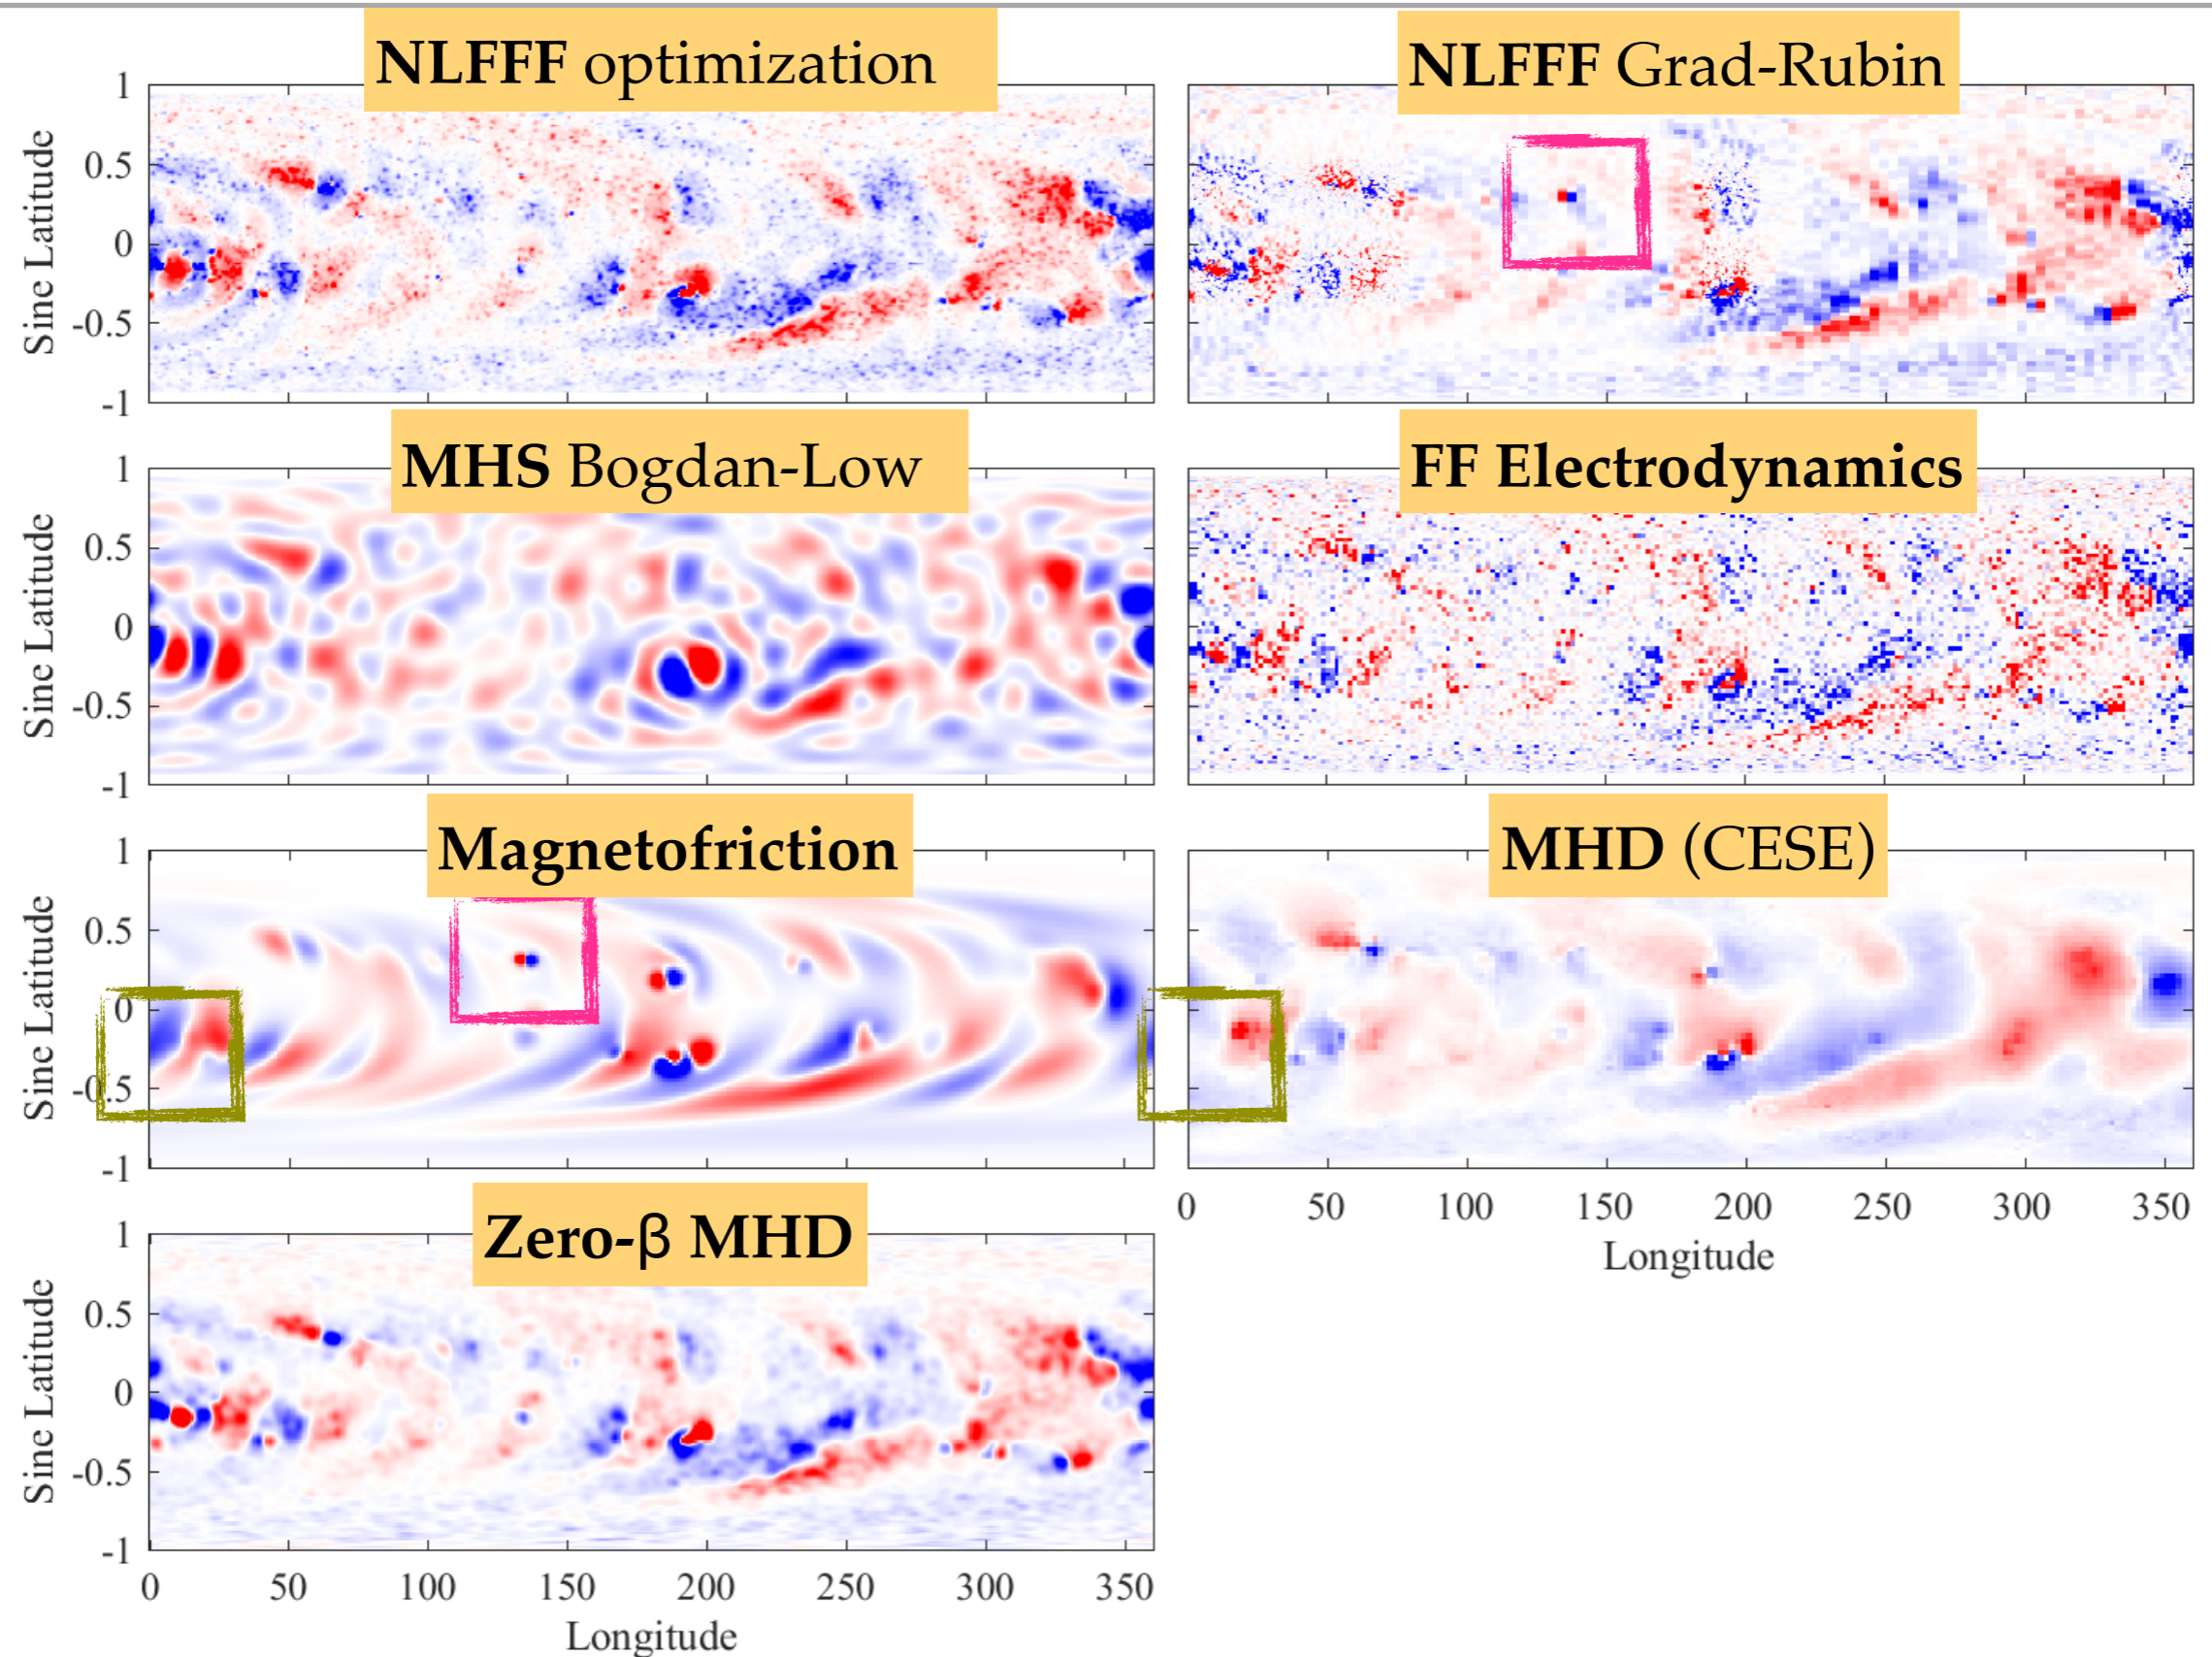 NLFFF optimization
NLFFF Grad-Rubin
1
0.5
0
-0.5
-1
Sine Latitude
MHS Bogdan-Low
FF Electrodynamics
1
0.5
0
-0.5
-1
Sine Latitude
Magnetofriction
MHD (CESE)
1
0.5
0
-0.5
-1
Sine Latitude
0 50 100 150 200 250 300 350
Longitude
Zero-β MHD
1
0.5
0
-0.5
-1
Sine Latitude
0 50 100 150 200 250 300 350
Longitude